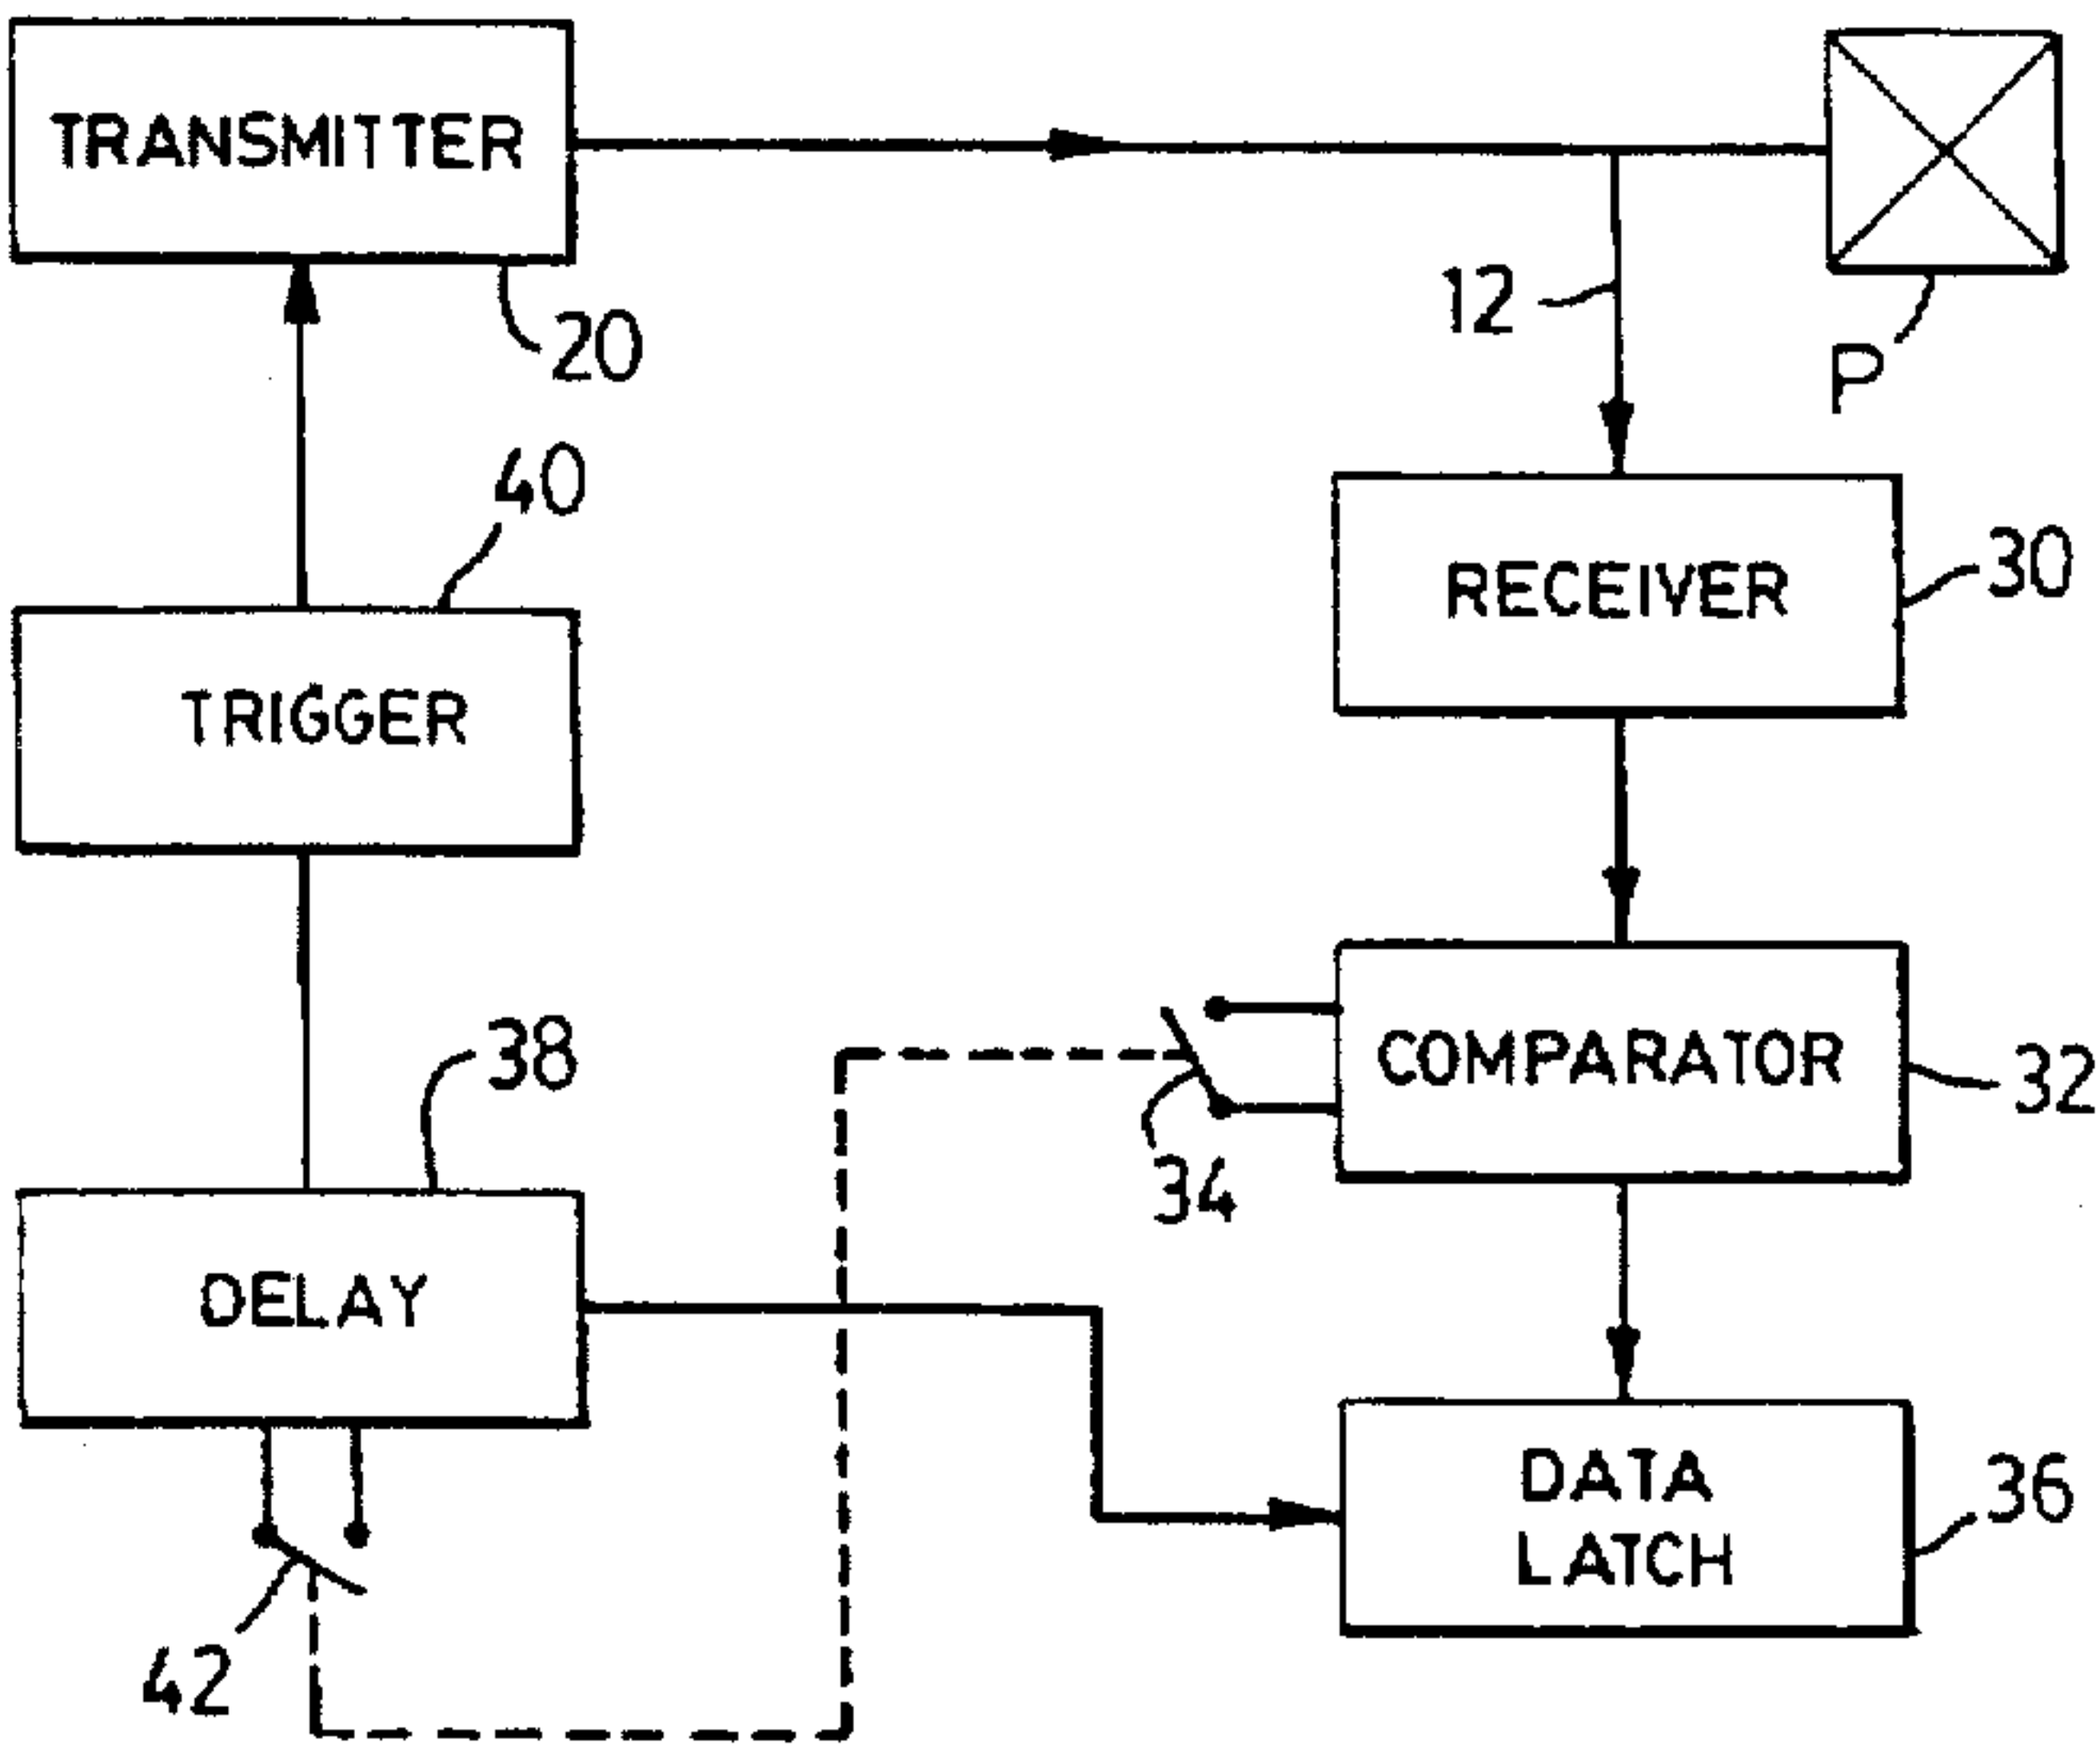 TRANSMITTER
20
12
P
40
TRIGGER
RECEIVER
30
38
DELAY
COMPARATOR
32
34
DATA
LATCH
36
42